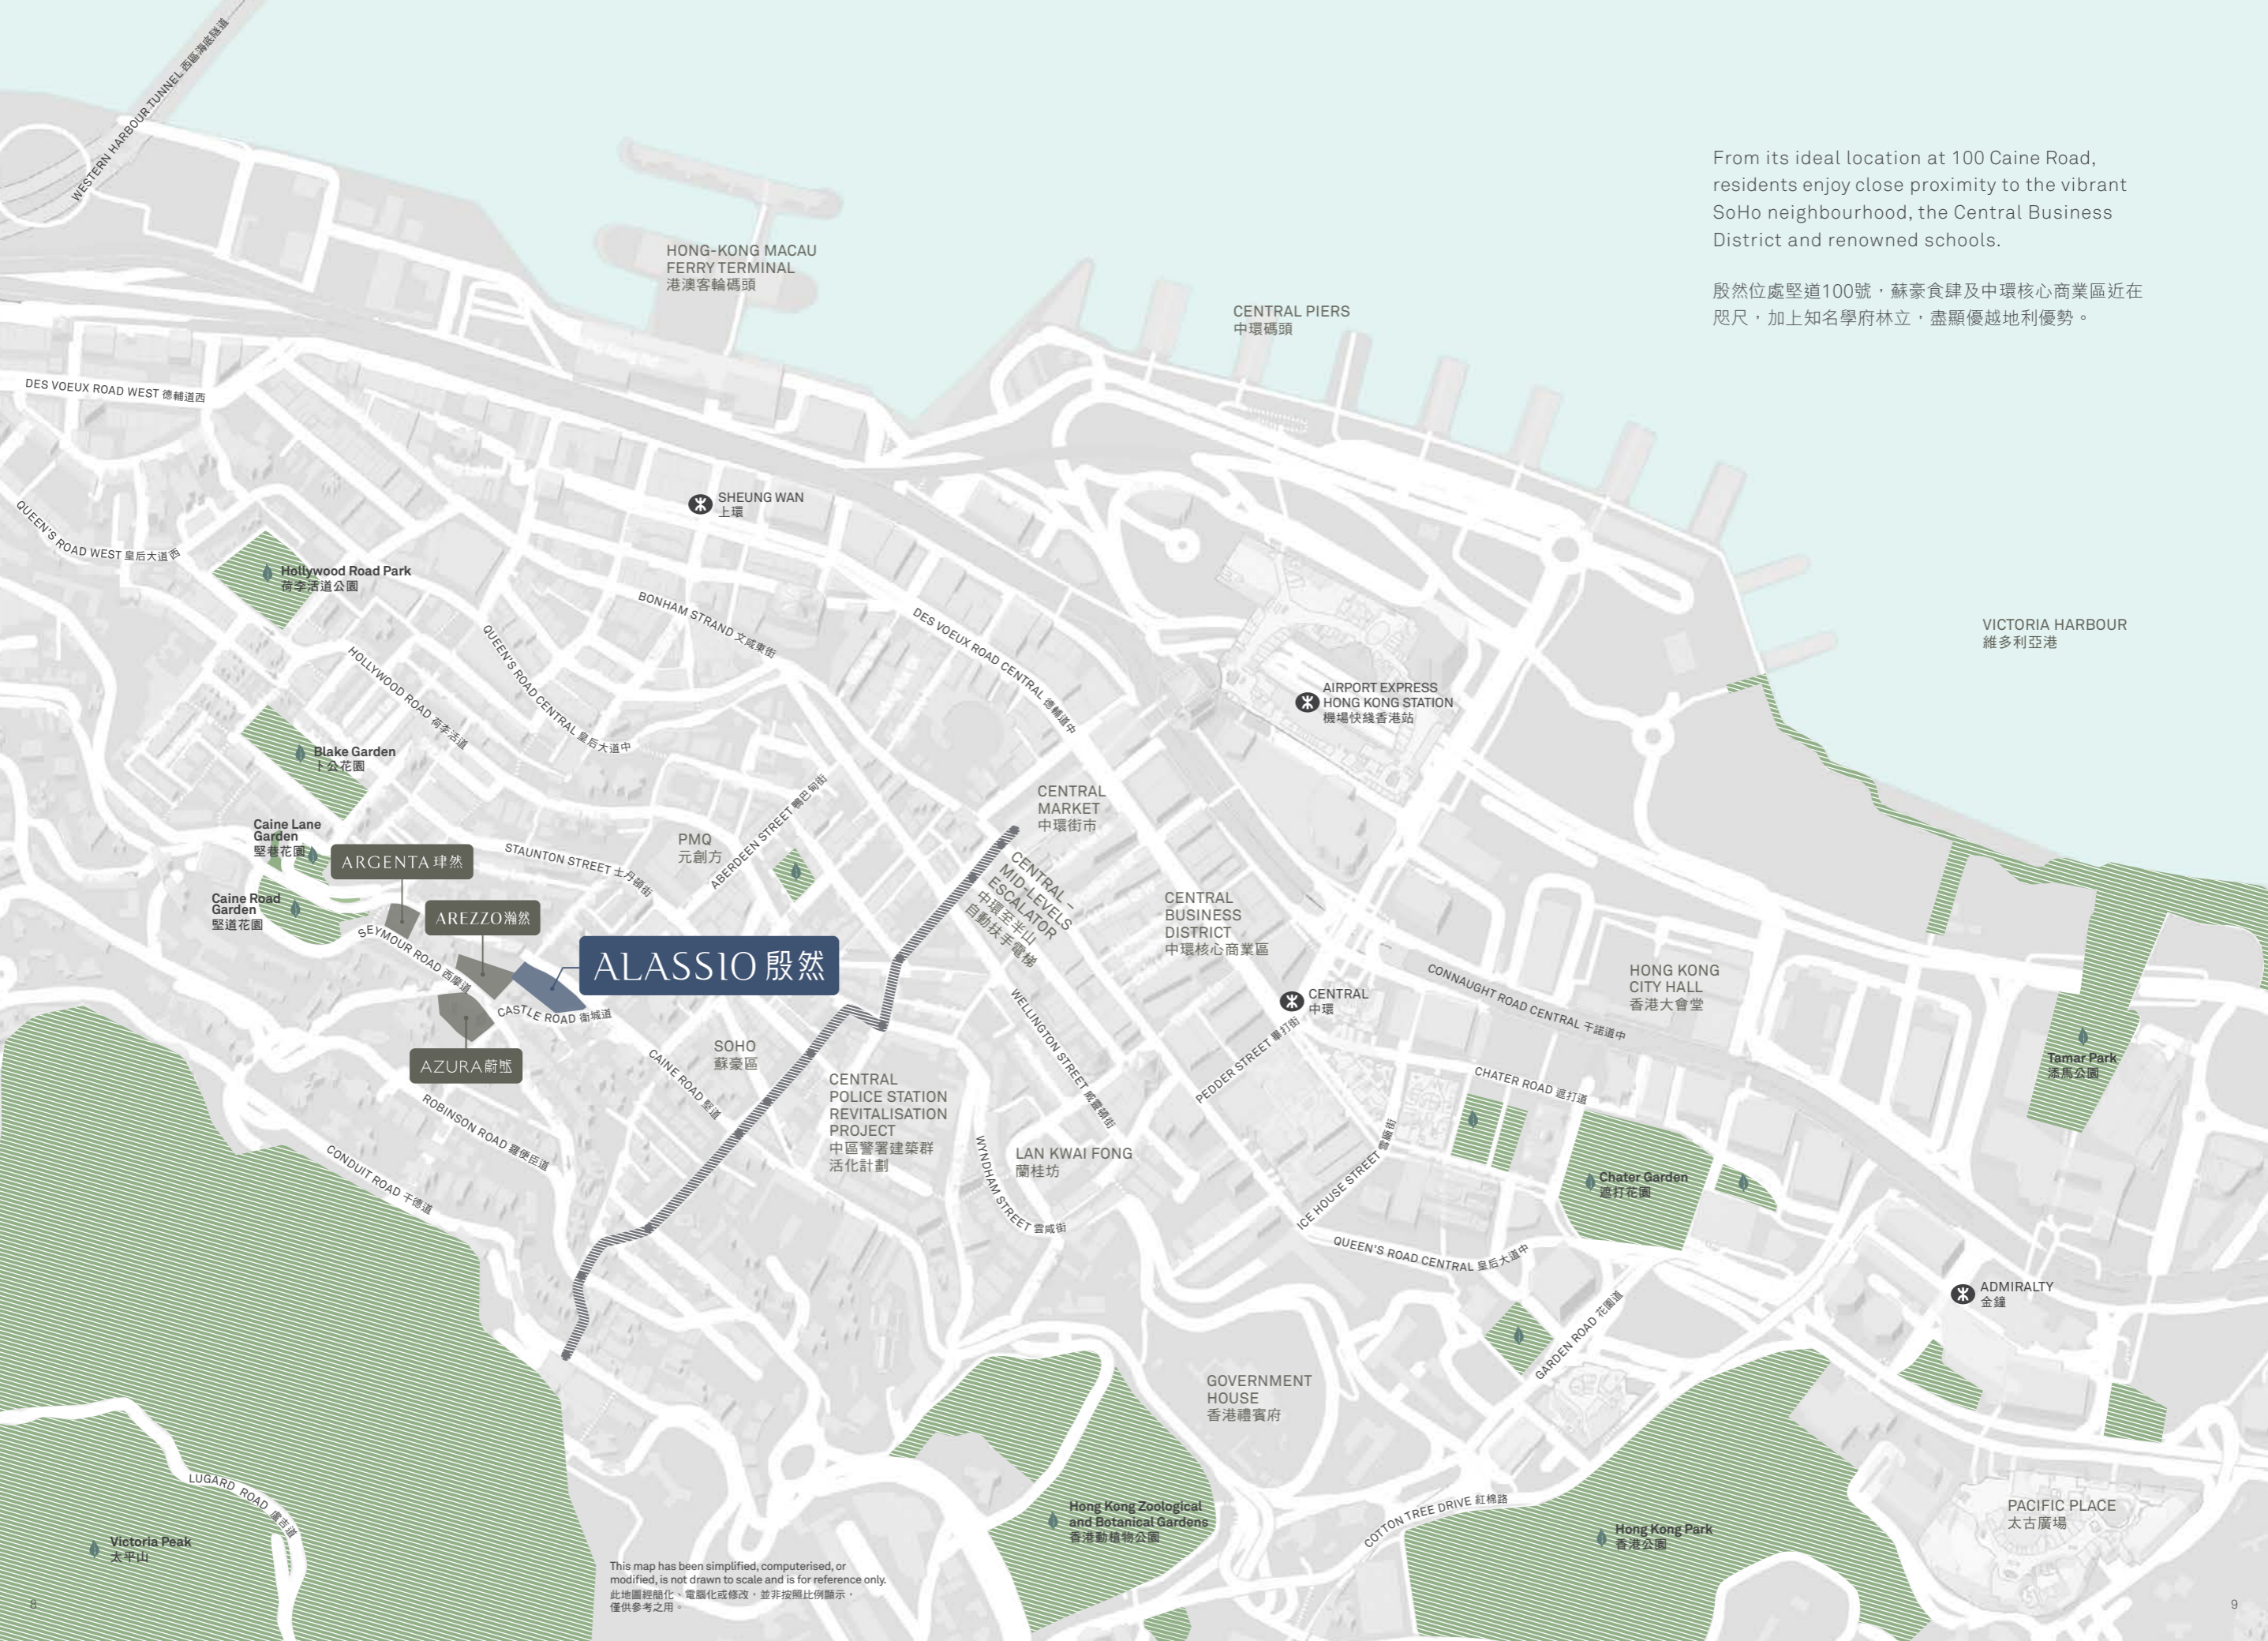 WESTERN HARBOUR TUNNEL 西區海底隧道
From its ideal location at 100 Caine Road,
residents enjoy close proximity to the vibrant
SoHo neighbourhood, the Central Business
District and renowned schools.
殷然位處堅道100號，蘇豪食肆及中環核心商業區近在
咫尺，加上知名學府林立，盡顯優越地利優勢。
HONG-KONG MACAU
FERRY TERMINAL
港澳客輪碼頭
CENTRAL PIERS
中環碼頭
DES VOEUX ROAD WEST 德輔道西
SHEUNG WAN
上環
QUEEN'S ROAD WEST 皇后大道西
Hollywood Road Park
荷李活道公園
BONHAM STRAND 文咸東街
DES VOEUX ROAD CENTRAL 德輔道中
VICTORIA HARBOUR
維多利亞港
HOLLYWOOD ROAD 荷李活道
QUEEN'S ROAD CENTRAL 皇后大道中
AIRPORT EXPRESS
HONG KONG STATION
機場快綫香港站
Blake Garden
卜公花園
CENTRAL
MARKET
中環街市
Caine Lane
Garden
堅巷花園
ARGENTA 珒然
STAUNTON STREET 士丹頓街
PMQ
元創方
ABERDEEN STREET 鴨巴甸街
CENTRAL –
MID-LEVELS
ESCALATOR
中環至半山
自動扶手電梯
CENTRAL
BUSINESS
DISTRICT
中環核心商業區
Caine Road
Garden
堅道花園
AREZZO 瀚然
SEYMOUR ROAD 西摩道
ALASSIO 殷然
CASTLE ROAD 衛城道
AZURA 蔚然
CONNAUGHT ROAD CENTRAL 干諾道中
HONG KONG
CITY HALL
香港大會堂
CENTRAL
中環
WELLINGTON STREET 威靈頓街
PEDDER STREET 畢打街
SOHO
蘇豪區
CAINE ROAD 堅道
CENTRAL
POLICE STATION
REVITALISATION
PROJECT
中區警署建築群
活化計劃
CHATER ROAD 遮打道
Tamar Park
添馬公園
ROBINSON ROAD 羅便臣道
CONDUIT ROAD 干德道
WYNDHAM STREET 雲咸街
LAN KWAI FONG
蘭桂坊
ICE HOUSE STREET 雪廠街
Chater Garden
遮打花園
QUEEN'S ROAD CENTRAL 皇后大道中
ADMIRALTY
金鐘
GARDEN ROAD 花園道
GOVERNMENT
HOUSE
香港禮賓府
LUGARD ROAD 盧吉道
Victoria Peak
太平山
Hong Kong Zoological
and Botanical Gardens
香港動植物公園
COTTON TREE DRIVE 紅棉路
Hong Kong Park
香港公園
PACIFIC PLACE
太古廣場
This map has been simplified, computerised, or
modified, is not drawn to scale and is for reference only.
此地圖經簡化、電腦化或修改，並非按照比例顯示，
僅供參考之用。
8
9